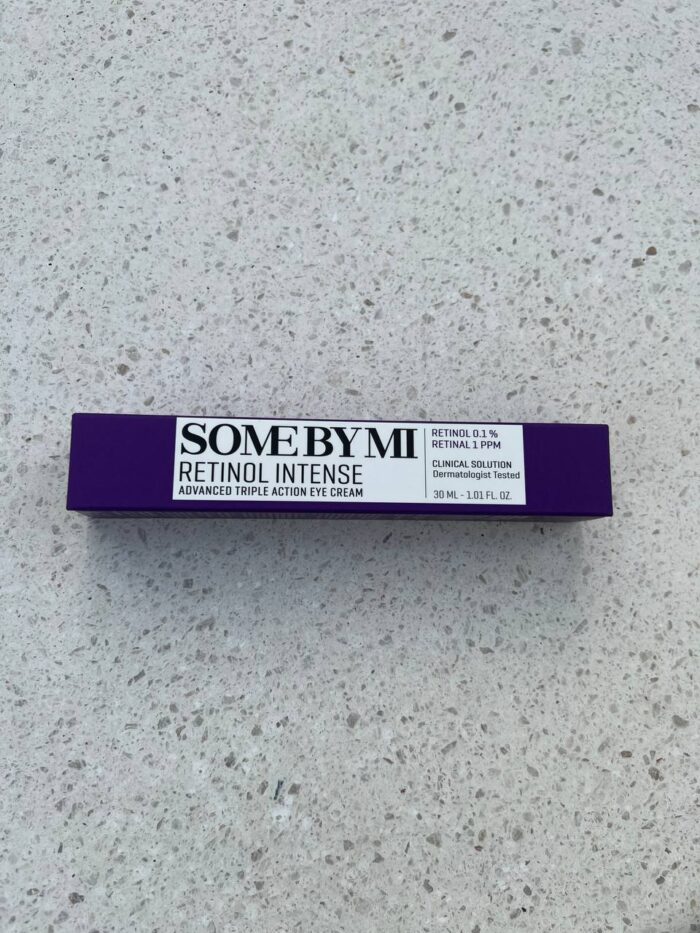 SOME BY MI
RETINOL INTENSE
ADVANCED TRIPLE ACTION EYE CREAM
RETINOL 0.1 %
RETINAL 1 PPM
CLINICAL SOLUTION
Dermatologist Tested
30 ML - 1.01 FL. OZ.